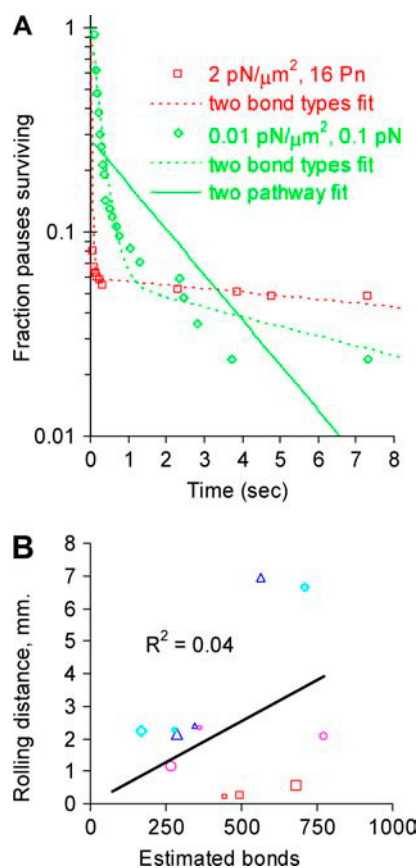 A
1
2 pN/μm², 16 Pn
two bond types fit
0.01 pN/μm², 0.1 pN
two bond types fit
two pathway fit
0.1
0.01
Fraction pauses surviving
0 1 2 3 4 5 6 7 8
Time (sec)
B
8
7
6
5
4
3
2
1
0
Rolling distance, mm.
R² = 0.04
0 250 500 750 1000
Estimated bonds